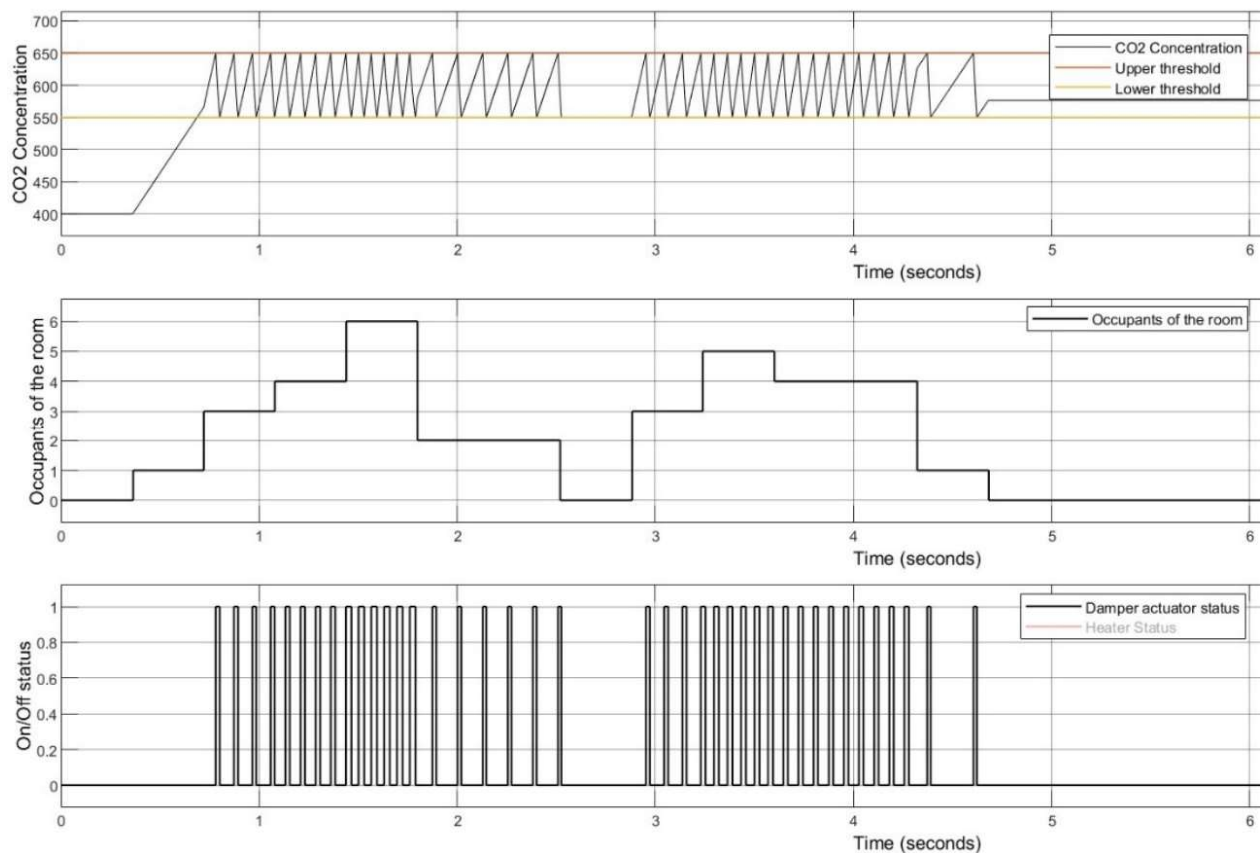 700
650
600
550
500
450
400
CO2 Concentration
CO2 Concentration
Upper threshold
Lower threshold
0 1 2 3 4 5 6
Time (seconds)
6
5
4
3
2
1
0
Occupants of the room
Occupants of the room
0 1 2 3 4 5 6
Time (seconds)
1
0.8
0.6
0.4
0.2
0
On/Off status
Damper actuator status
Heater Status
0 1 2 3 4 5 6
Time (seconds)